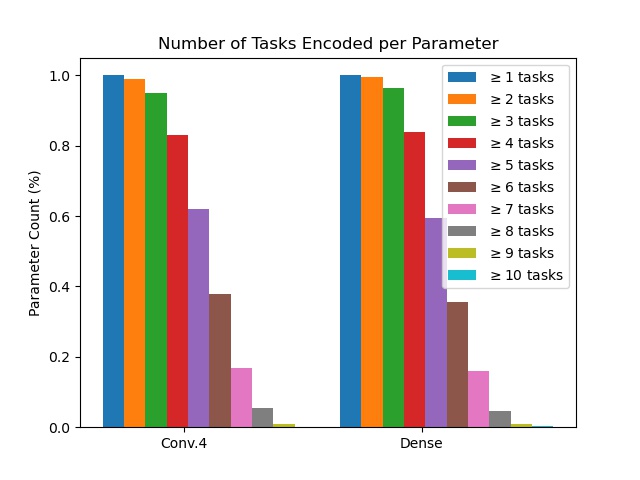 Number of Tasks Encoded per Parameter
Parameter Count (%)
1.0
0.8
0.6
0.4
0.2
0.0
Conv.4
Dense
≥ 1 tasks
≥ 2 tasks
≥ 3 tasks
≥ 4 tasks
≥ 5 tasks
≥ 6 tasks
≥ 7 tasks
≥ 8 tasks
≥ 9 tasks
≥ 10 tasks